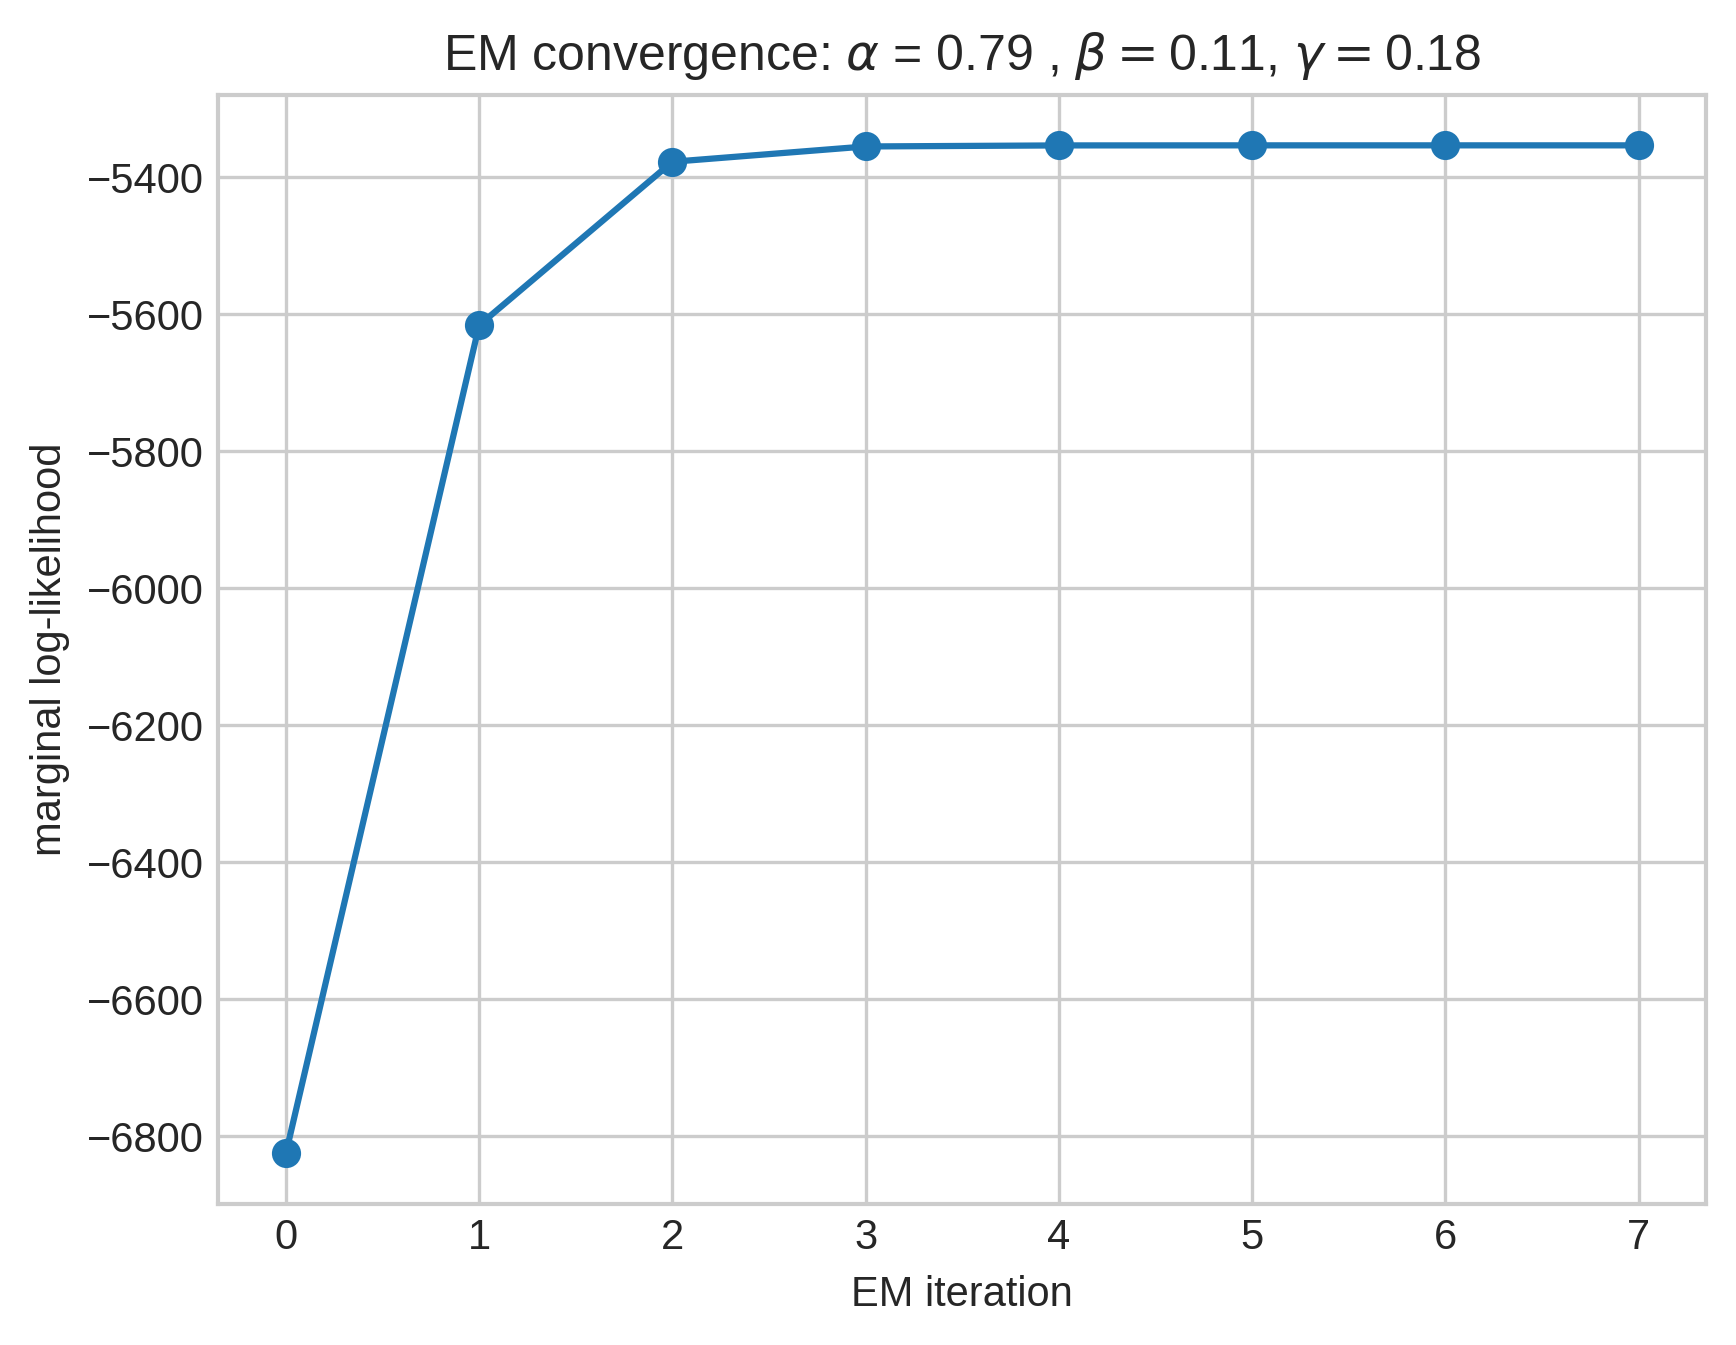 EM convergence: α = 0.79 , β = 0.11, γ = 0.18
marginal log-likelihood
−5400
−5600
−5800
−6000
−6200
−6400
−6600
−6800
0 1 2 3 4 5 6 7
EM iteration